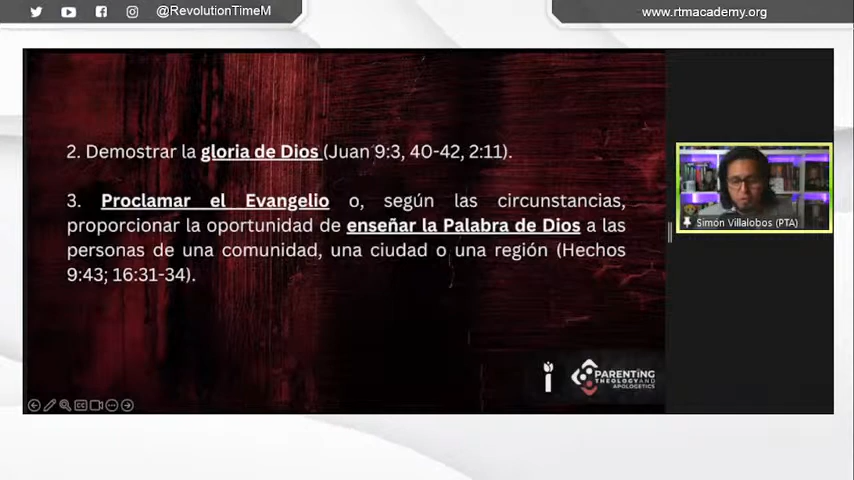 @RevolutionTimeM
www.rtmacademy.org
2. Demostrar la gloria de Dios (Juan 9:3, 40-42, 2:11).
3. Proclamar el Evangelio o, según las circunstancias,
proporcionar la oportunidad de enseñar la Palabra de Dios a las
personas de una comunidad, una ciudad o una región (Hechos
9:43; 16:31-34).
Simón Villalobos (PTA)
PARENTING
THEOLOGY AND
APOLOGETICS
CC